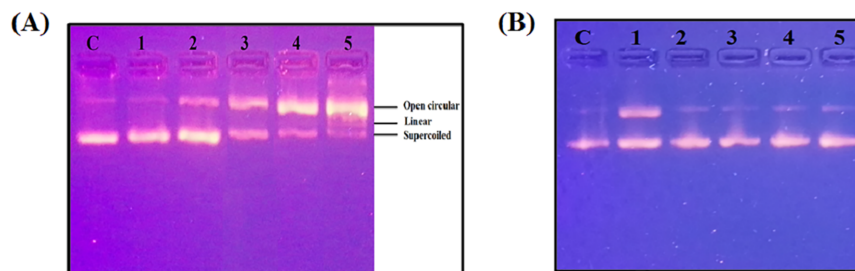 (A)
C 1 2 3 4 5
Open circular
Linear
Supercoiled
(B)
C 1 2 3 4 5